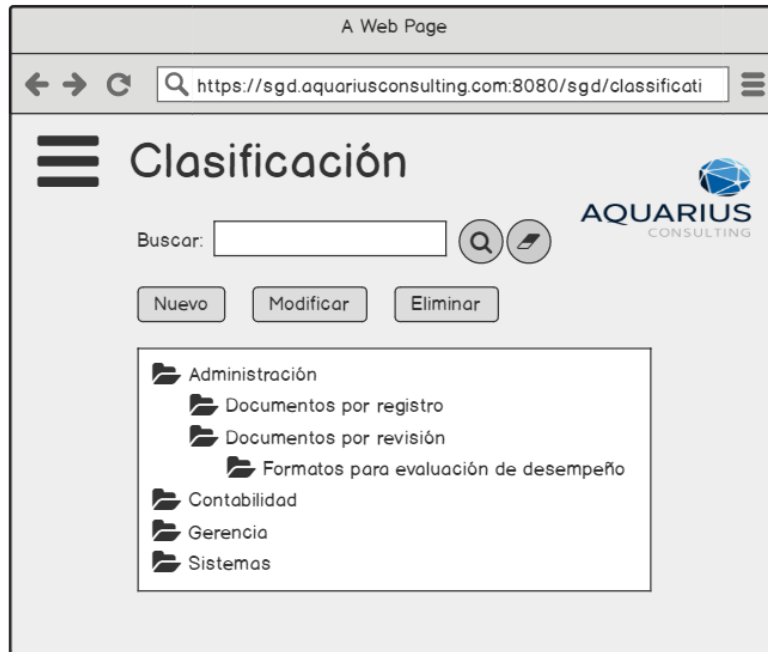 A Web Page
https://sgd.aquariusconsulting.com:8080/sgd/classificati
Clasificación
AQUARIUS
CONSULTING
Buscar:
Nuevo Modificar Eliminar
Administración
Documentos por registro
Documentos por revisión
Formatos para evaluación de desempeño
Contabilidad
Gerencia
Sistemas